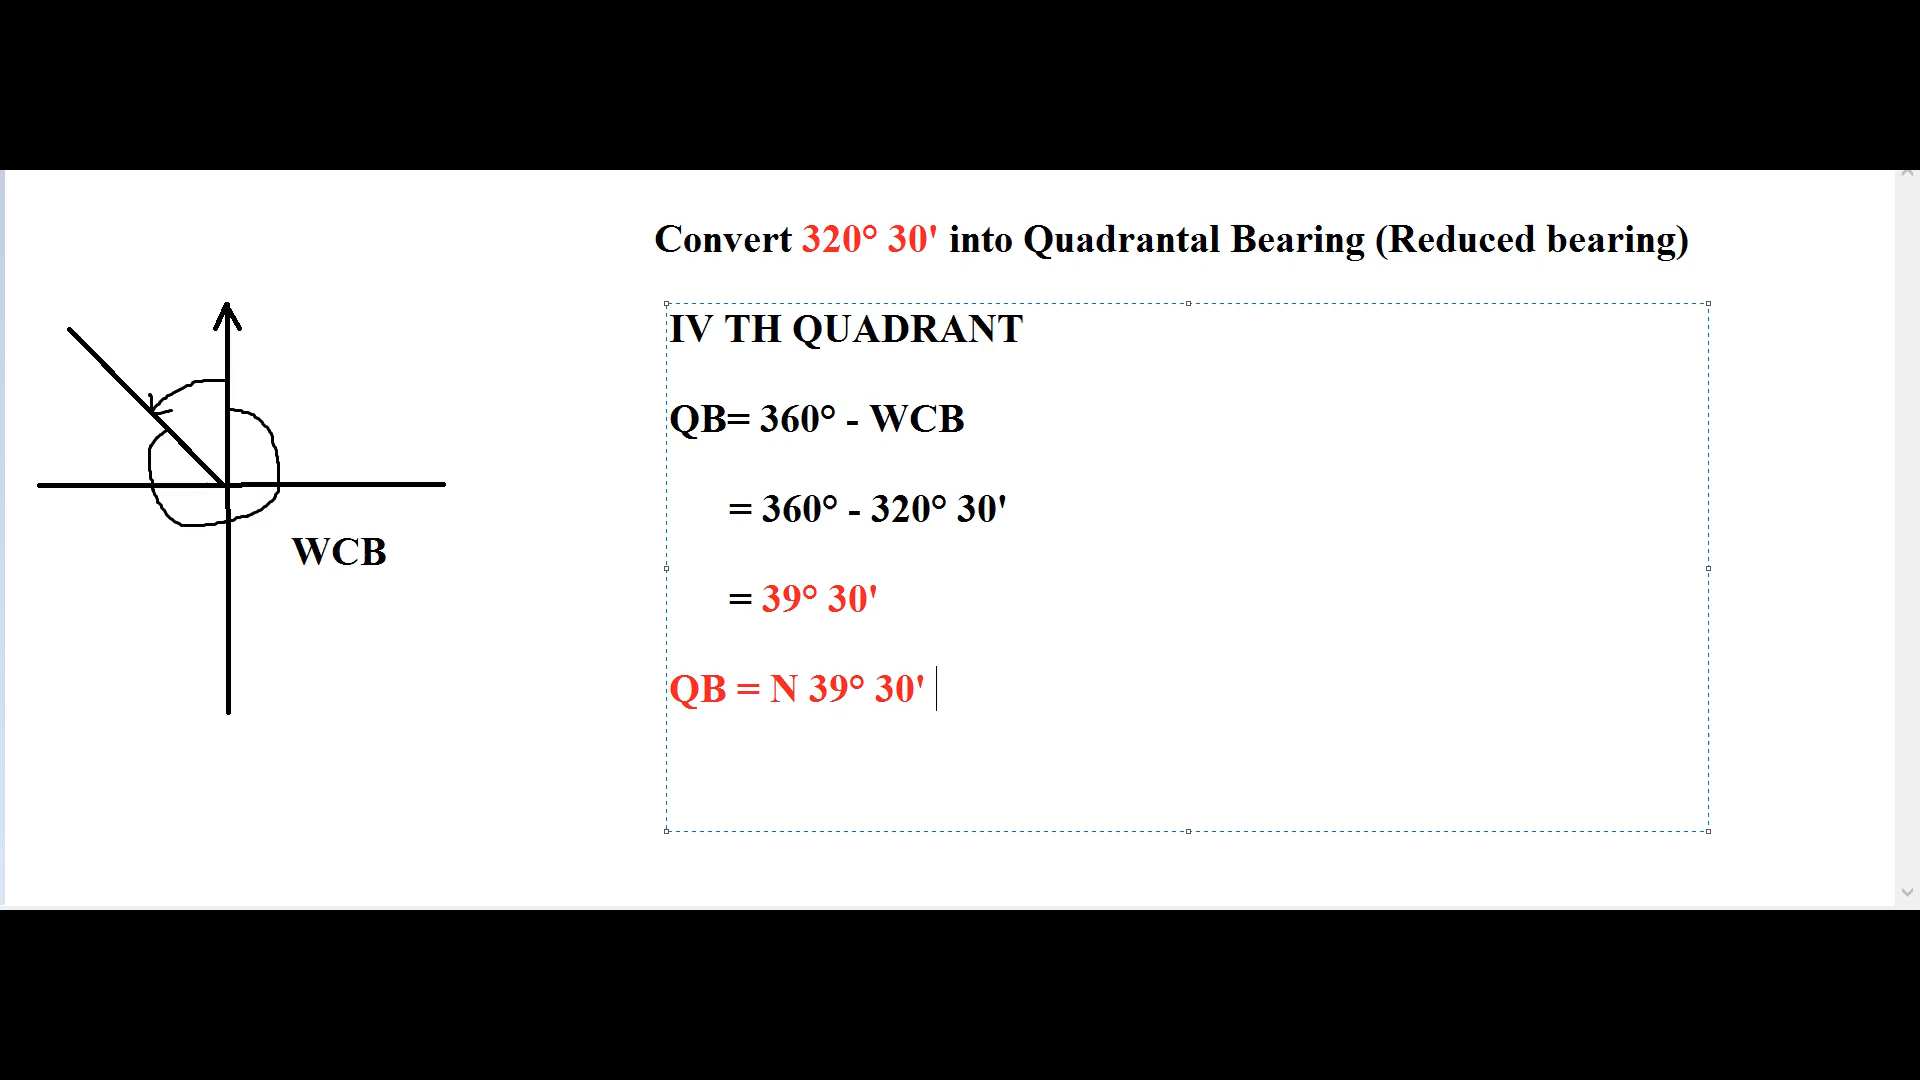 Convert 320° 30' into Quadrantal Bearing (Reduced bearing)
IV TH QUADRANT
QB= 360° - WCB
= 360° - 320° 30'
= 39° 30'
QB = N 39° 30'
WCB